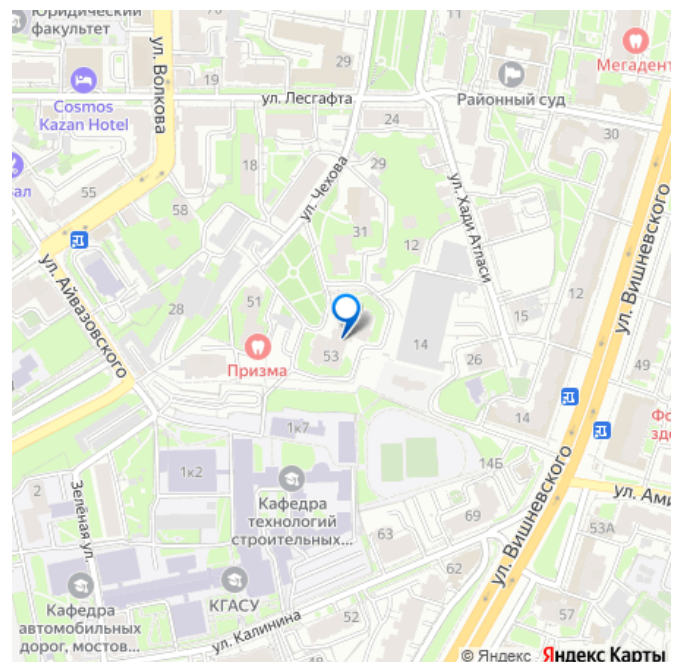 Юридический
факультет
ул. Волкова
19
29
11
Мегадент
Cosmos
Kazan Hotel
ул. Лесгафта
Районный суд
24
30
18
29
ул. Чехова
55
58
31
12
ул. Хади Атласи
ул. Айвазовского
28
51
53
Призма
14
15
26
12
ул. Вишневского
49
14
1к7
14Б
1к2
2
Зелёная ул.
Кафедра
технологий
строительных...
63
69
ул. Вишневского
53А
62
КГАСУ
Кафедра
автомобильных
дорог, мостов...
ул. Калинина
52
57
© Яндекс Яндекс Карты